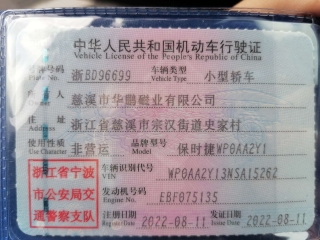 中华人民共和国机动车行驶证
Vehicle License of the People's Republic of China
号牌号码 浙BD96699 车辆类型 小型轿车
Plate No. Vehicle Type
所有人 慈溪市华鹏磁业有限公司
Owner
住址 浙江省慈溪市宗汉街道史家村
使用性质 非营运 品牌型号 保时捷WP0AA2Y1
Use Character Model
浙江省宁波
市公安局交
通警察支队
车辆识别代号 WP0AA2Y13NSA15262
VIN
发动机号码 EBF075135
Engine No.
注册日期 2022-08-11 发证日期 2022-08-11
Register Date Issue Date